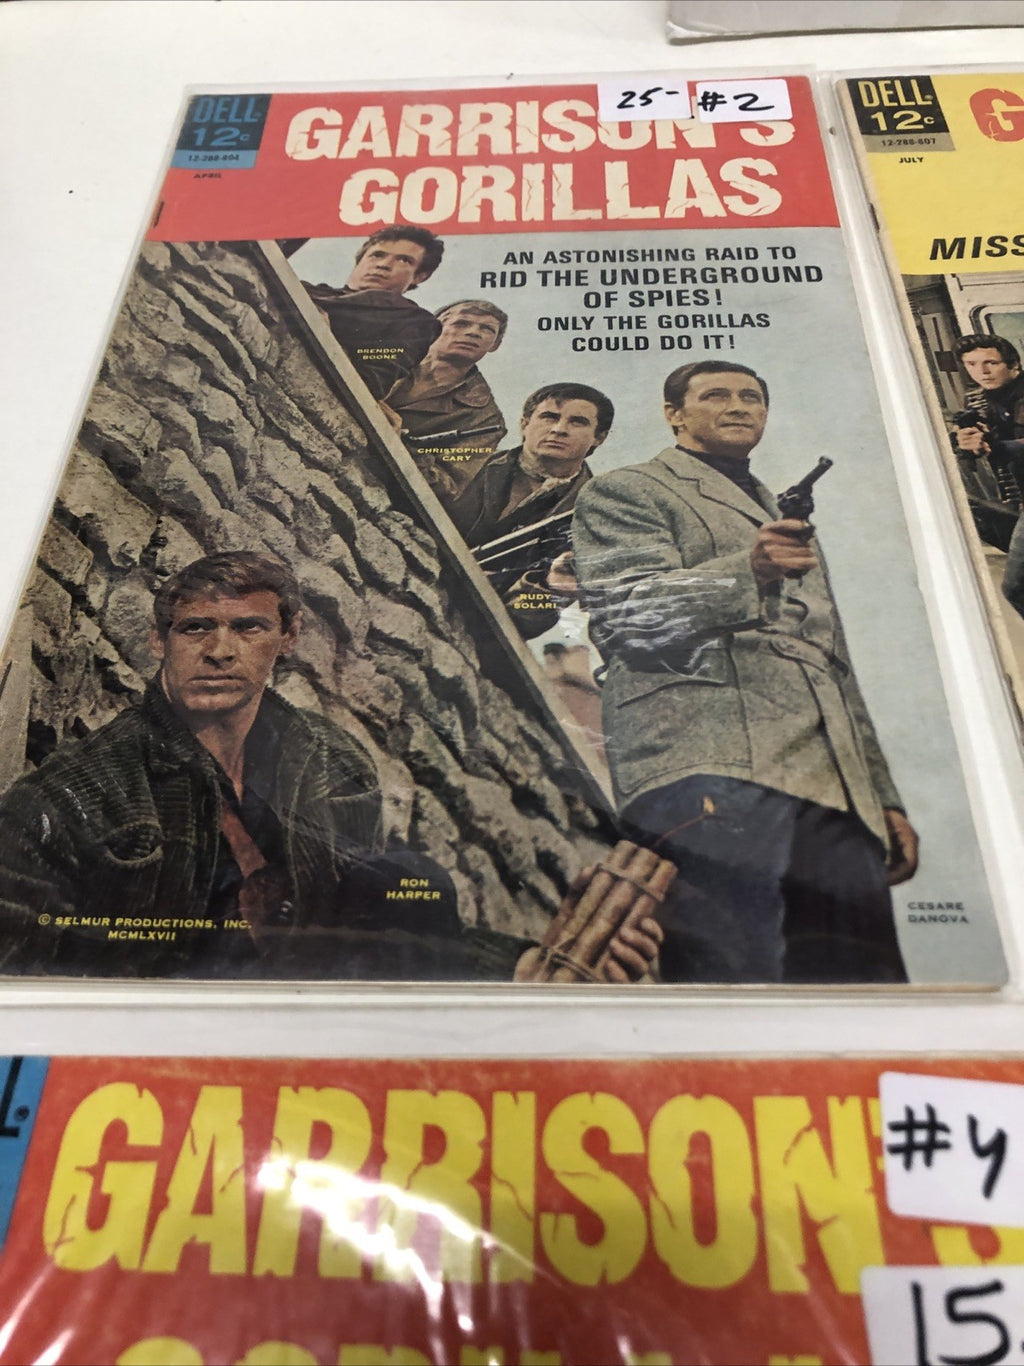 DELL
12c
12-288-804
APRIL
25-
#2
GARRISON'S
GORILLAS
AN ASTONISHING RAID TO
RID THE UNDERGROUND
OF SPIES!
ONLY THE GORILLAS
COULD DO IT!
BRENDON
BOONE
CHRISTOPHER
CARY
RUDY
SOLARI
RON
HARPER
CESARE
DANOVA
© SELMUR PRODUCTIONS, INC.
MCMLXVII
DELL
12c
12-288-807
JULY
G
MISS
L
GARRISON'S
#4
15